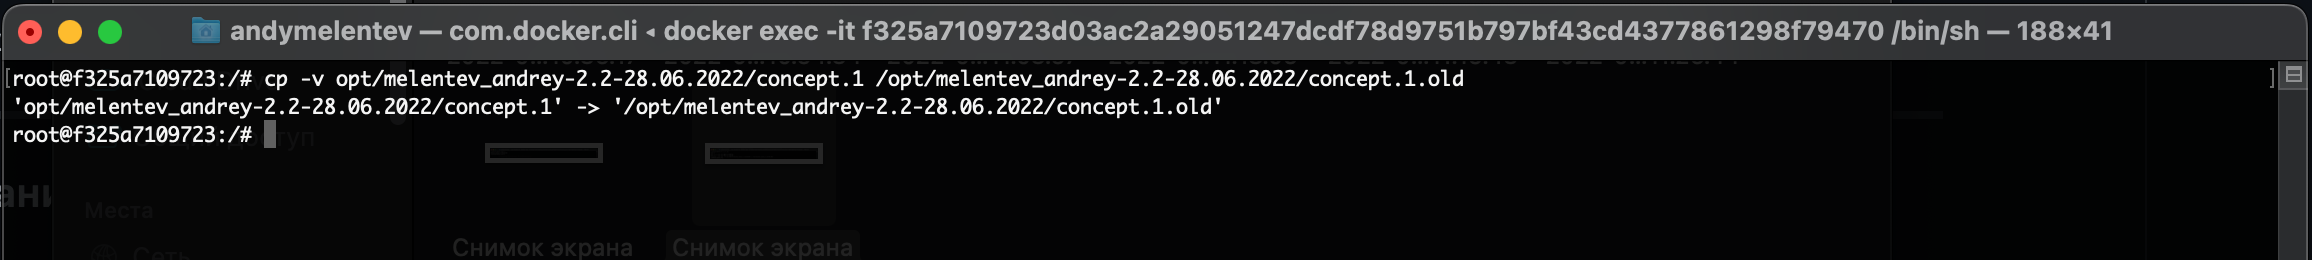 andymelentev — com.docker.cli ◂ docker exec -it f325a7109723d03ac2a29051247dcdf78d9751b797bf43cd4377861298f79470 /bin/sh — 188×41
[root@f325a7109723:/# cp -v opt/melentev_andrey-2.2-28.06.2022/concept.1 /opt/melentev_andrey-2.2-28.06.2022/concept.1.old ]
'opt/melentev_andrey-2.2-28.06.2022/concept.1' -> '/opt/melentev_andrey-2.2-28.06.2022/concept.1.old'
root@f325a7109723:/#
Места
Сеть
Снимок экрана Снимок экрана